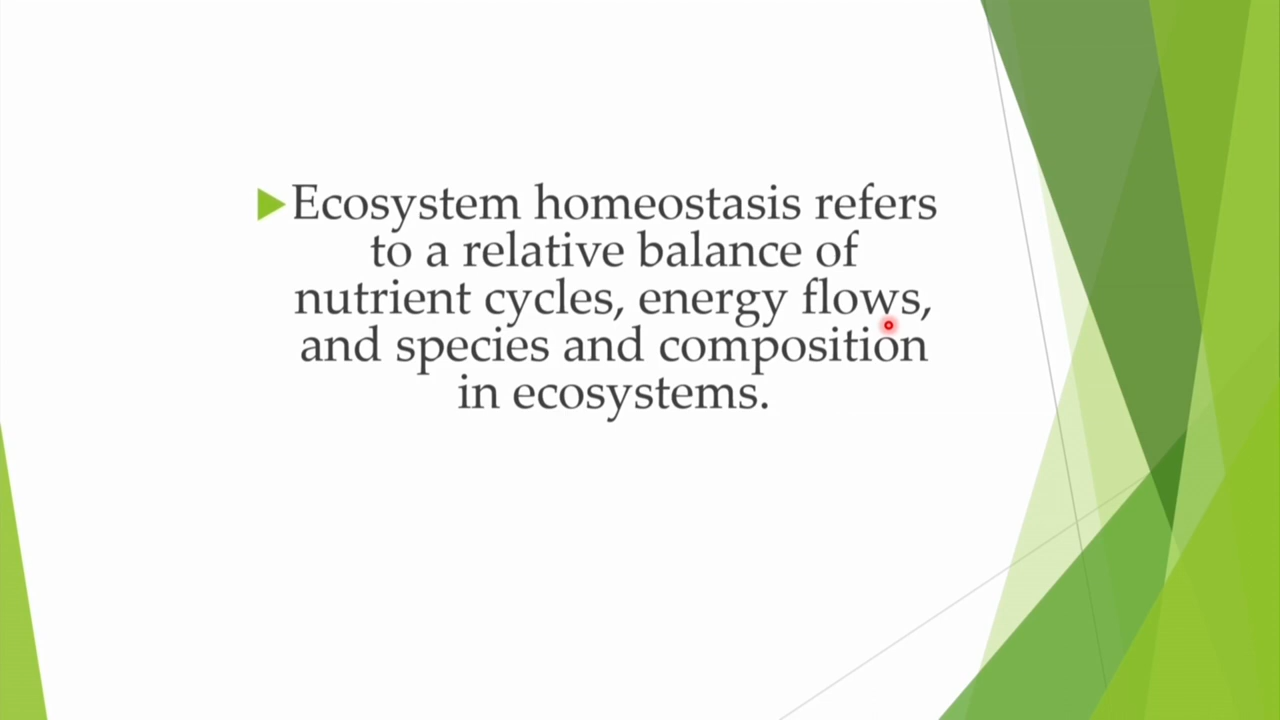 Ecosystem homeostasis refers
to a relative balance of
nutrient cycles, energy flows,
and species and composition
in ecosystems.